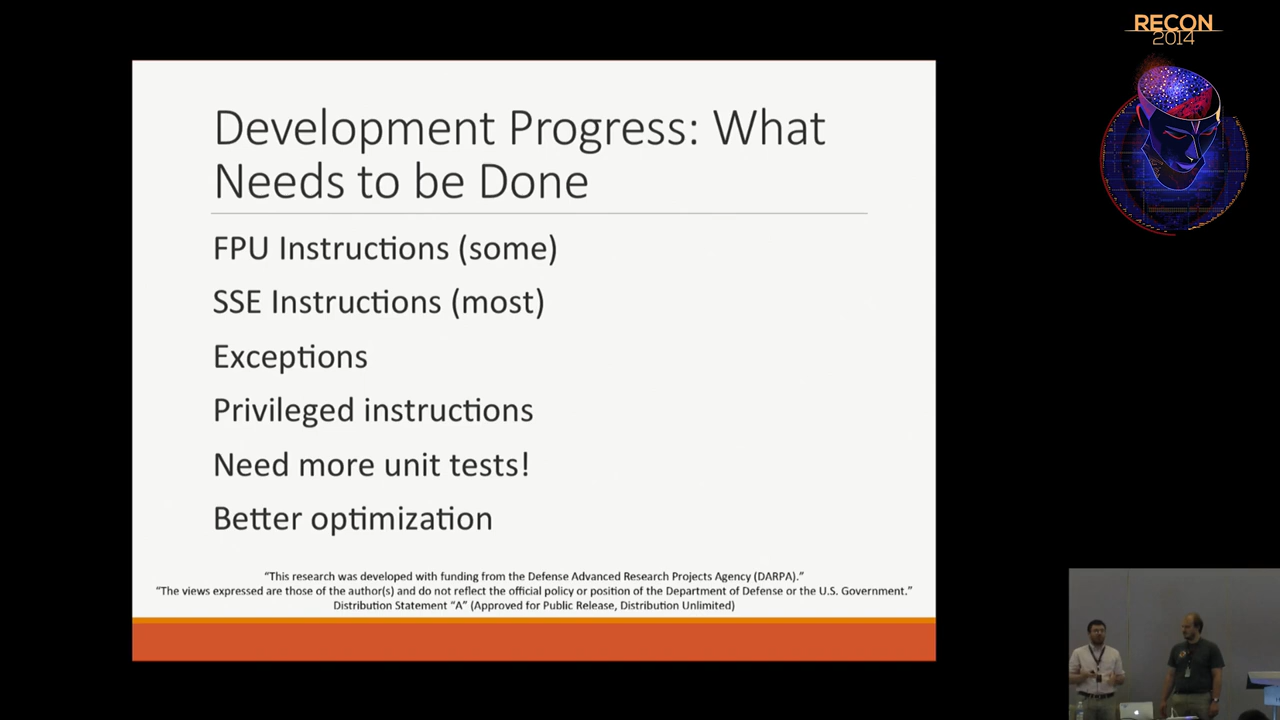 RECON
2014
Development Progress: What
Needs to be Done
FPU Instructions (some)
SSE Instructions (most)
Exceptions
Privileged instructions
Need more unit tests!
Better optimization
“This research was developed with funding from the Defense Advanced Research Projects Agency (DARPA).”
“The views expressed are those of the author(s) and do not reflect the official policy or position of the Department of Defense or the U.S. Government.”
Distribution Statement “A” (Approved for Public Release, Distribution Unlimited)